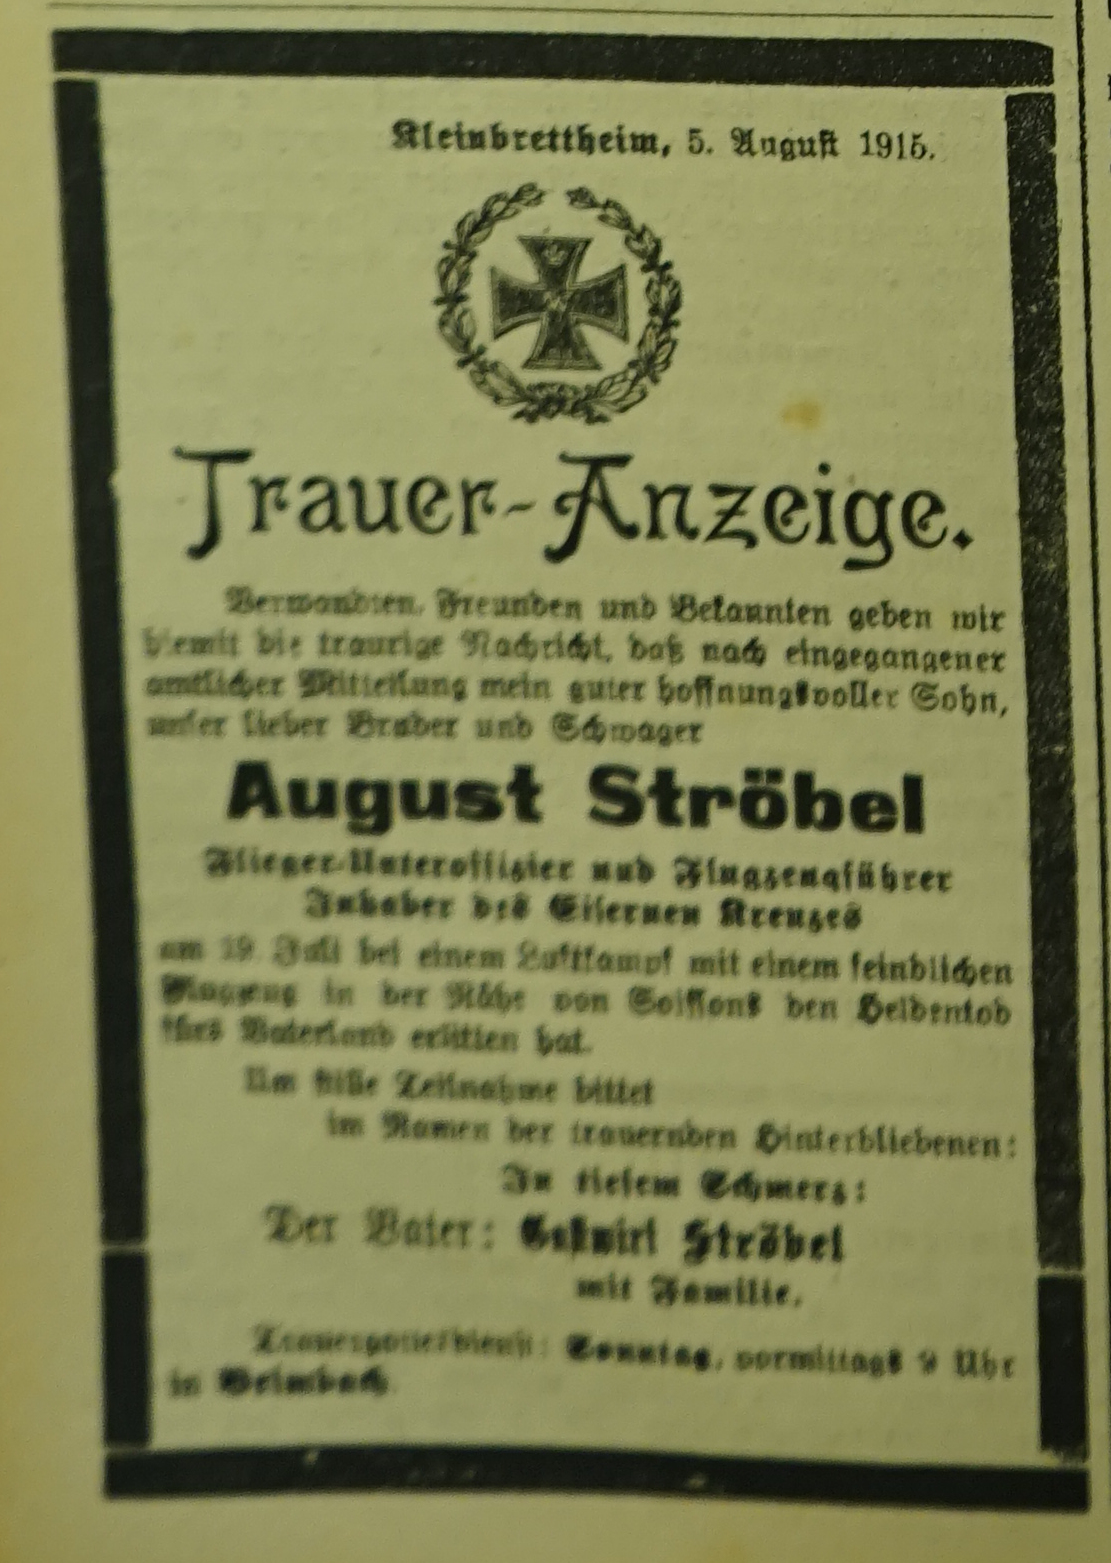 Kleinbrettheim, 5. August 1915.
Trauer-Anzeige.
Verwandten, Freunden und Bekannten geben wir
hiemit die traurige Nachricht, daß nach eingegangener
amtlicher Mitteilung mein guter hoffnungsvoller Sohn,
unser lieber Bruder und Schwager
August Ströbel
Flieger-Unteroffizier und Flugzeugführer
Inhaber des Eisernen Kreuzes
am 19. Juli bei einem Luftkampf mit einem feindlichen
Flugzeug in der Nähe von Soissons den Heldentod
fürs Vaterland erlitten hat.
Um stille Teilnahme bittet
im Namen der trauernden Hinterbliebenen:
In tiefem Schmerz:
Der Vater: Gastwirt Ströbel
mit Familie.
Trauergottesdienst: Sonntag, vormittags 9 Uhr
in